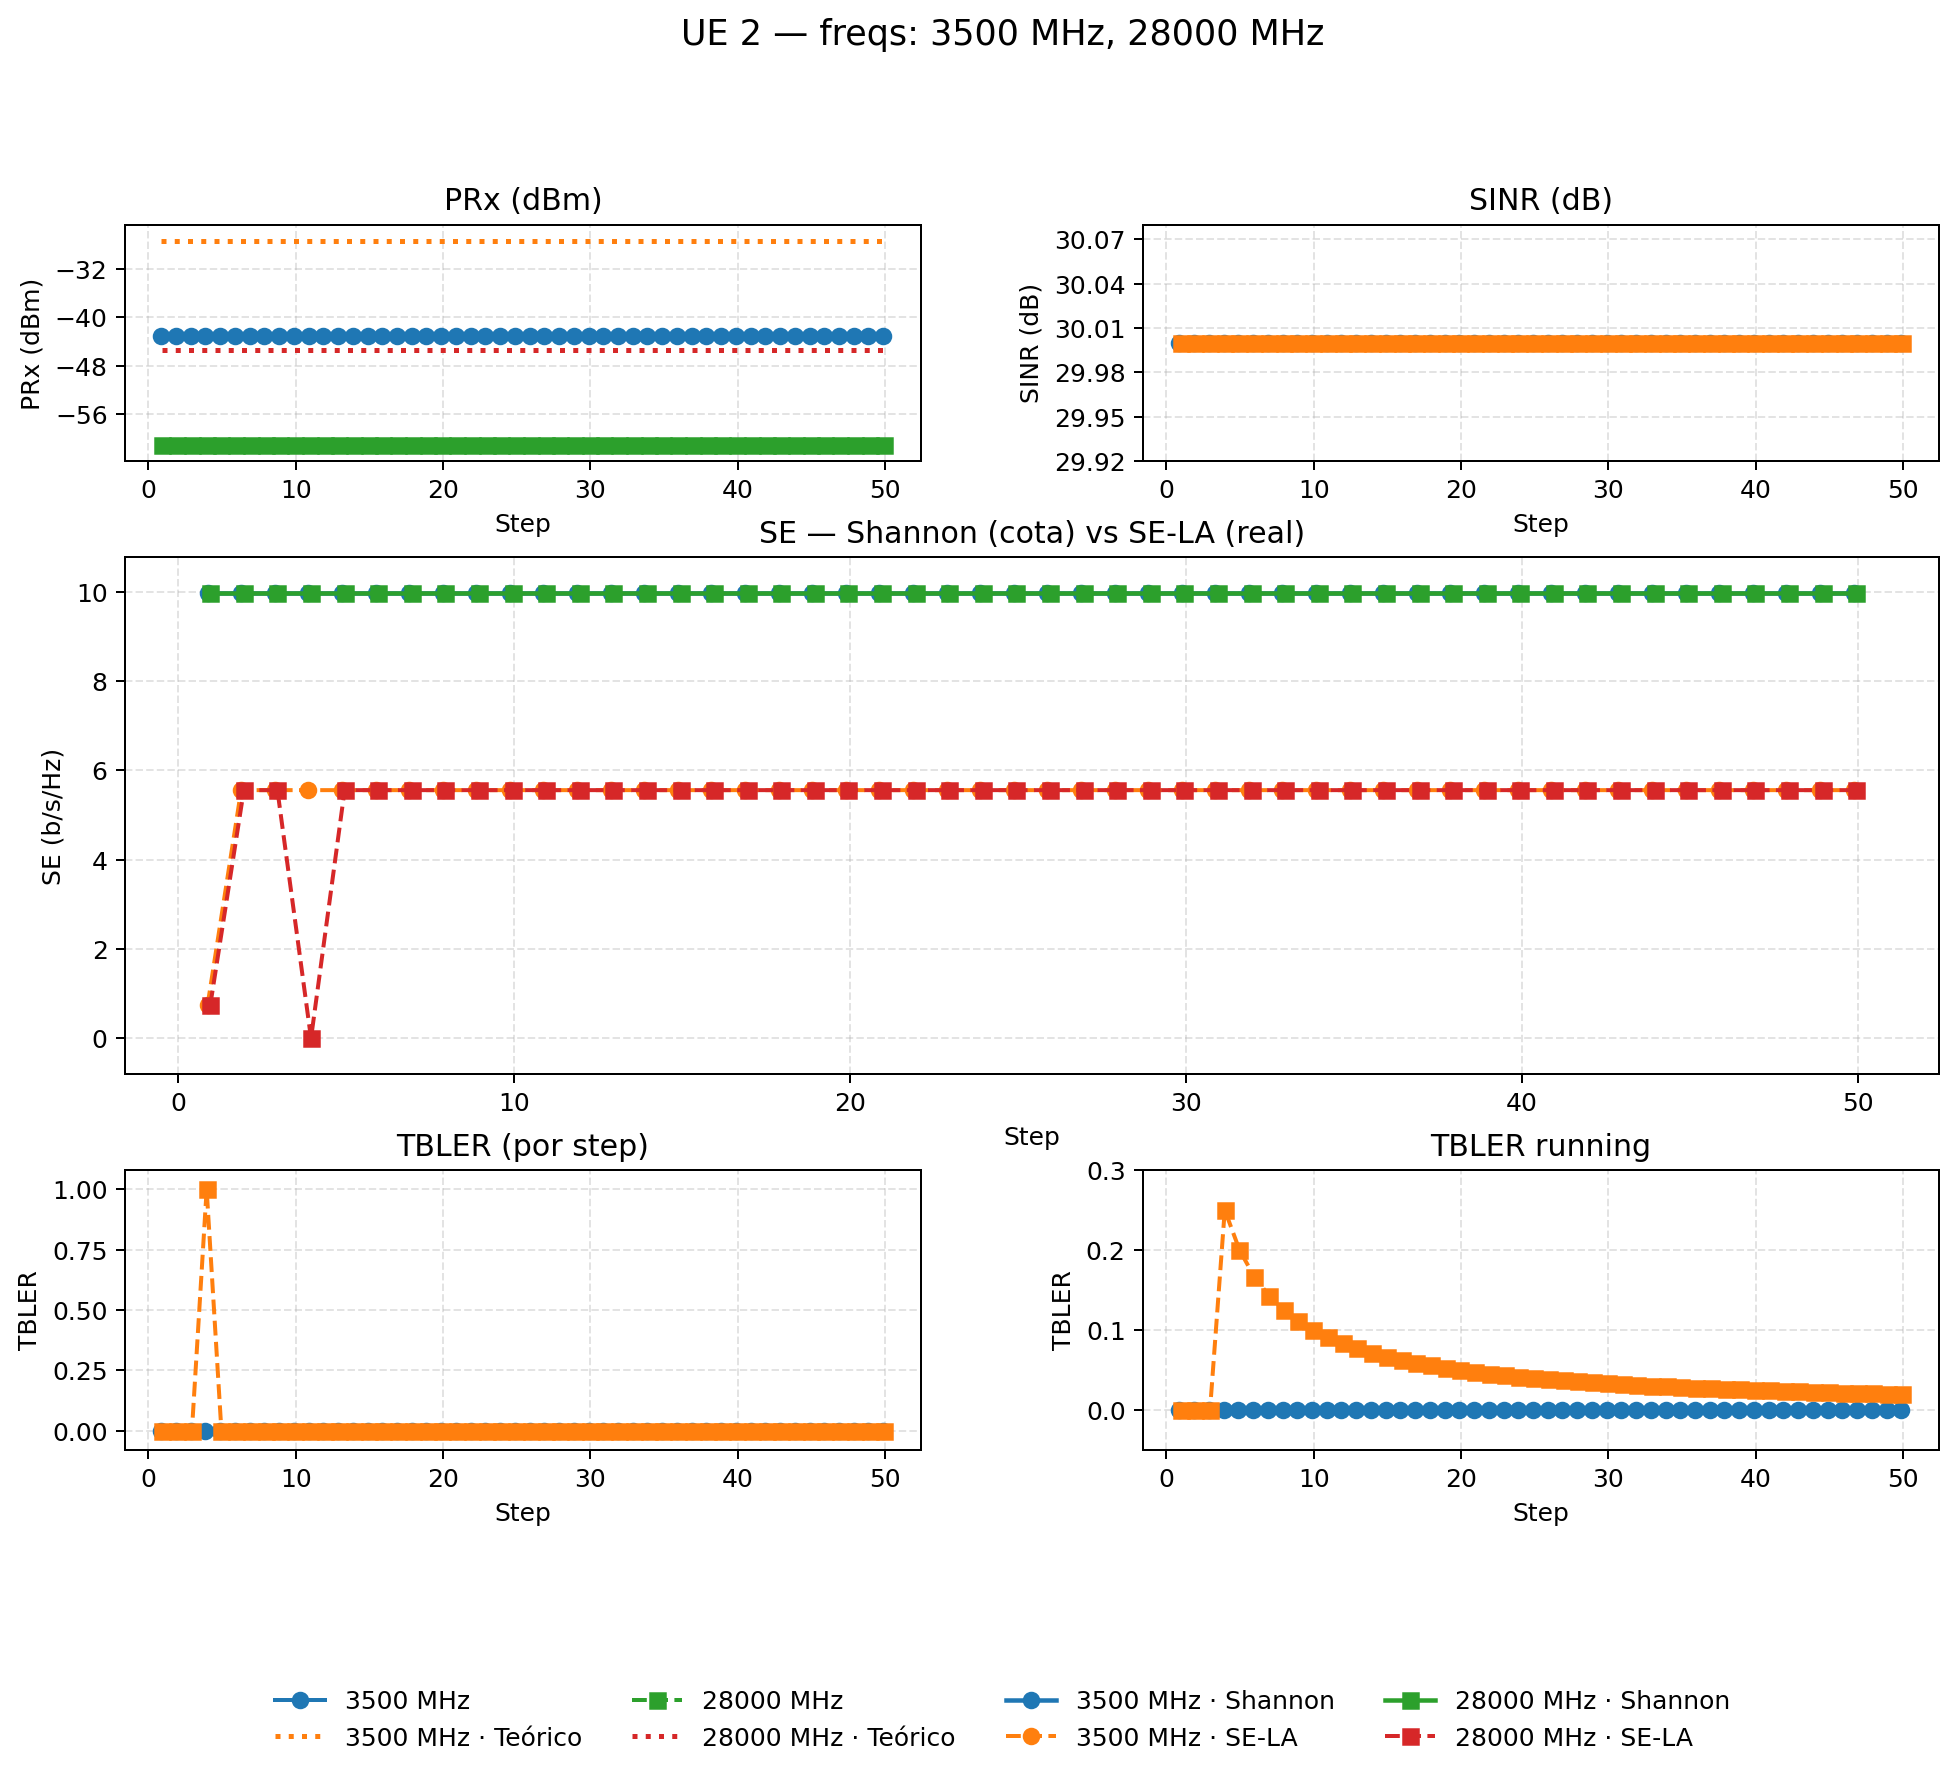 UE 2 — freqs: 3500 MHz, 28000 MHz
PRx (dBm)
PRx (dBm)
−32
−40
−48
−56
0 10 20 30 40 50
Step
SINR (dB)
SINR (dB)
30.07
30.04
30.01
29.98
29.95
29.92
0 10 20 30 40 50
Step
SE — Shannon (cota) vs SE-LA (real)
SE (b/s/Hz)
10
8
6
4
2
0
0 10 20 30 40 50
Step
TBLER (por step)
TBLER
1.00
0.75
0.50
0.25
0.00
0 10 20 30 40 50
Step
TBLER running
TBLER
0.3
0.2
0.1
0.0
0 10 20 30 40 50
Step
3500 MHz
3500 MHz · Teórico
28000 MHz
28000 MHz · Teórico
3500 MHz · Shannon
3500 MHz · SE-LA
28000 MHz · Shannon
28000 MHz · SE-LA